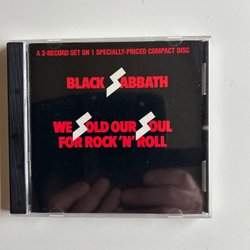 A 2-RECORD SET ON 1 SPECIALLY-PRICED COMPACT DISC
BLACK SABBATH
WE SOLD OUR SOUL
FOR ROCK 'N' ROLL